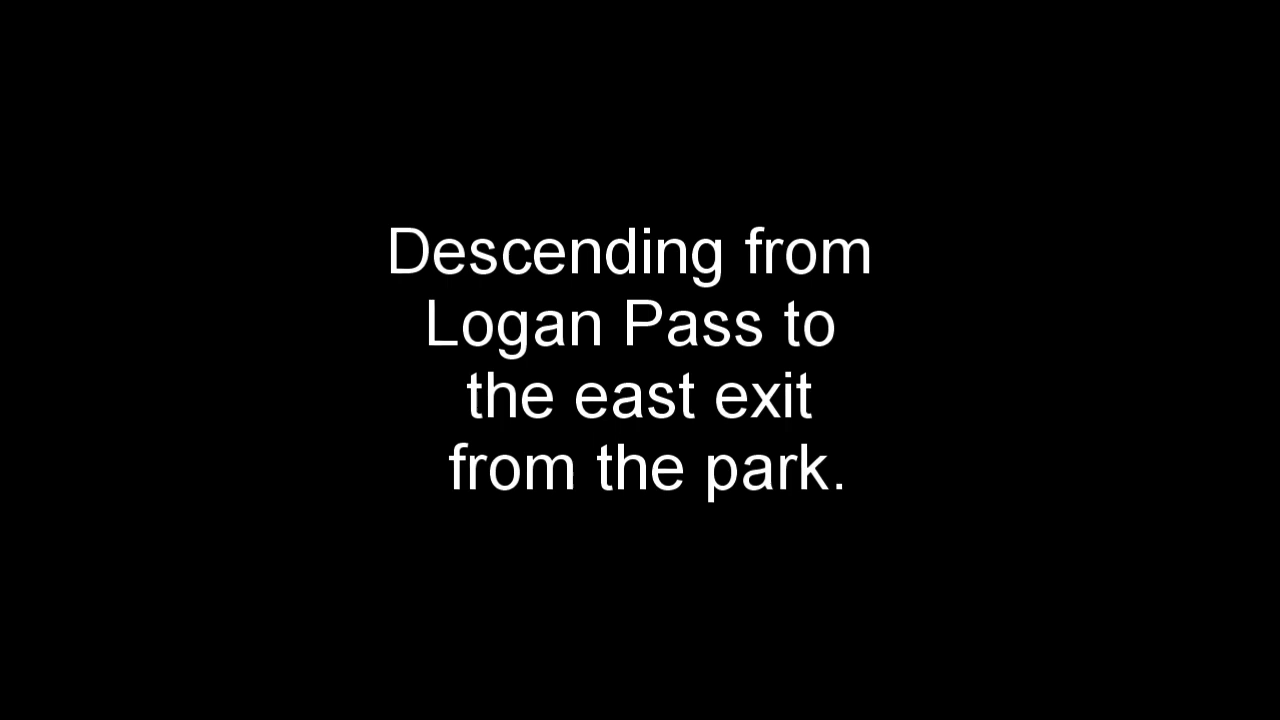 Descending from
Logan Pass to
the east exit
from the park.